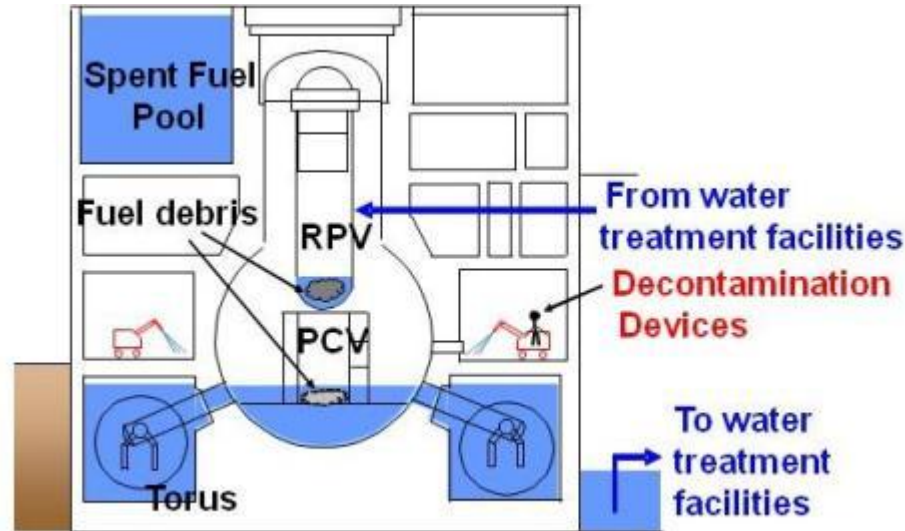 Spent Fuel
Pool
Fuel debris
RPV
From water
treatment facilities
Decontamination
Devices
PCV
To water
treatment
facilities
Torus